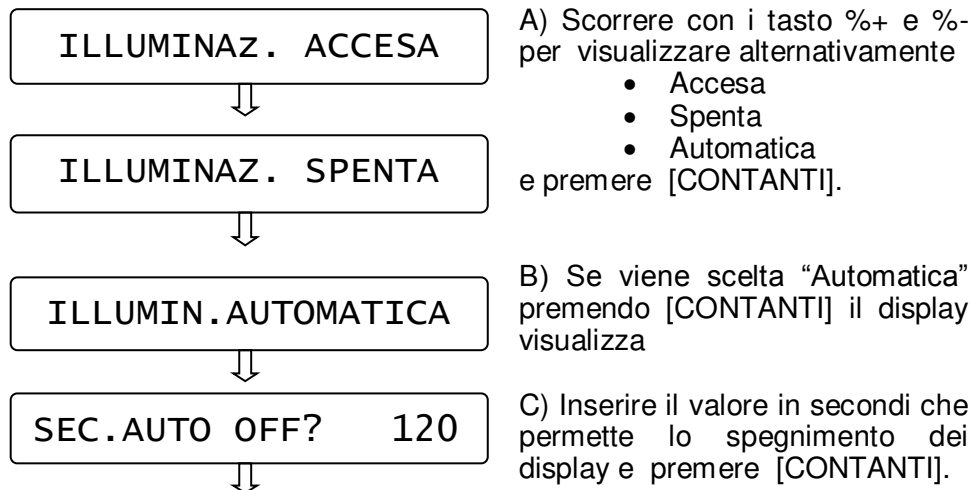 ILLUMINAz. ACCESA
A) Scorrere con i tasto %+ e %-
per visualizzare alternativamente
• Accesa
• Spenta
• Automatica
e premere [CONTANTI].
ILLUMINAZ. SPENTA
ILLUMIN.AUTOMATICA
B) Se viene scelta “Automatica”
premendo [CONTANTI] il display
visualizza
SEC.AUTO OFF? 120
C) Inserire il valore in secondi che
permette lo spegnimento dei
display e premere [CONTANTI].